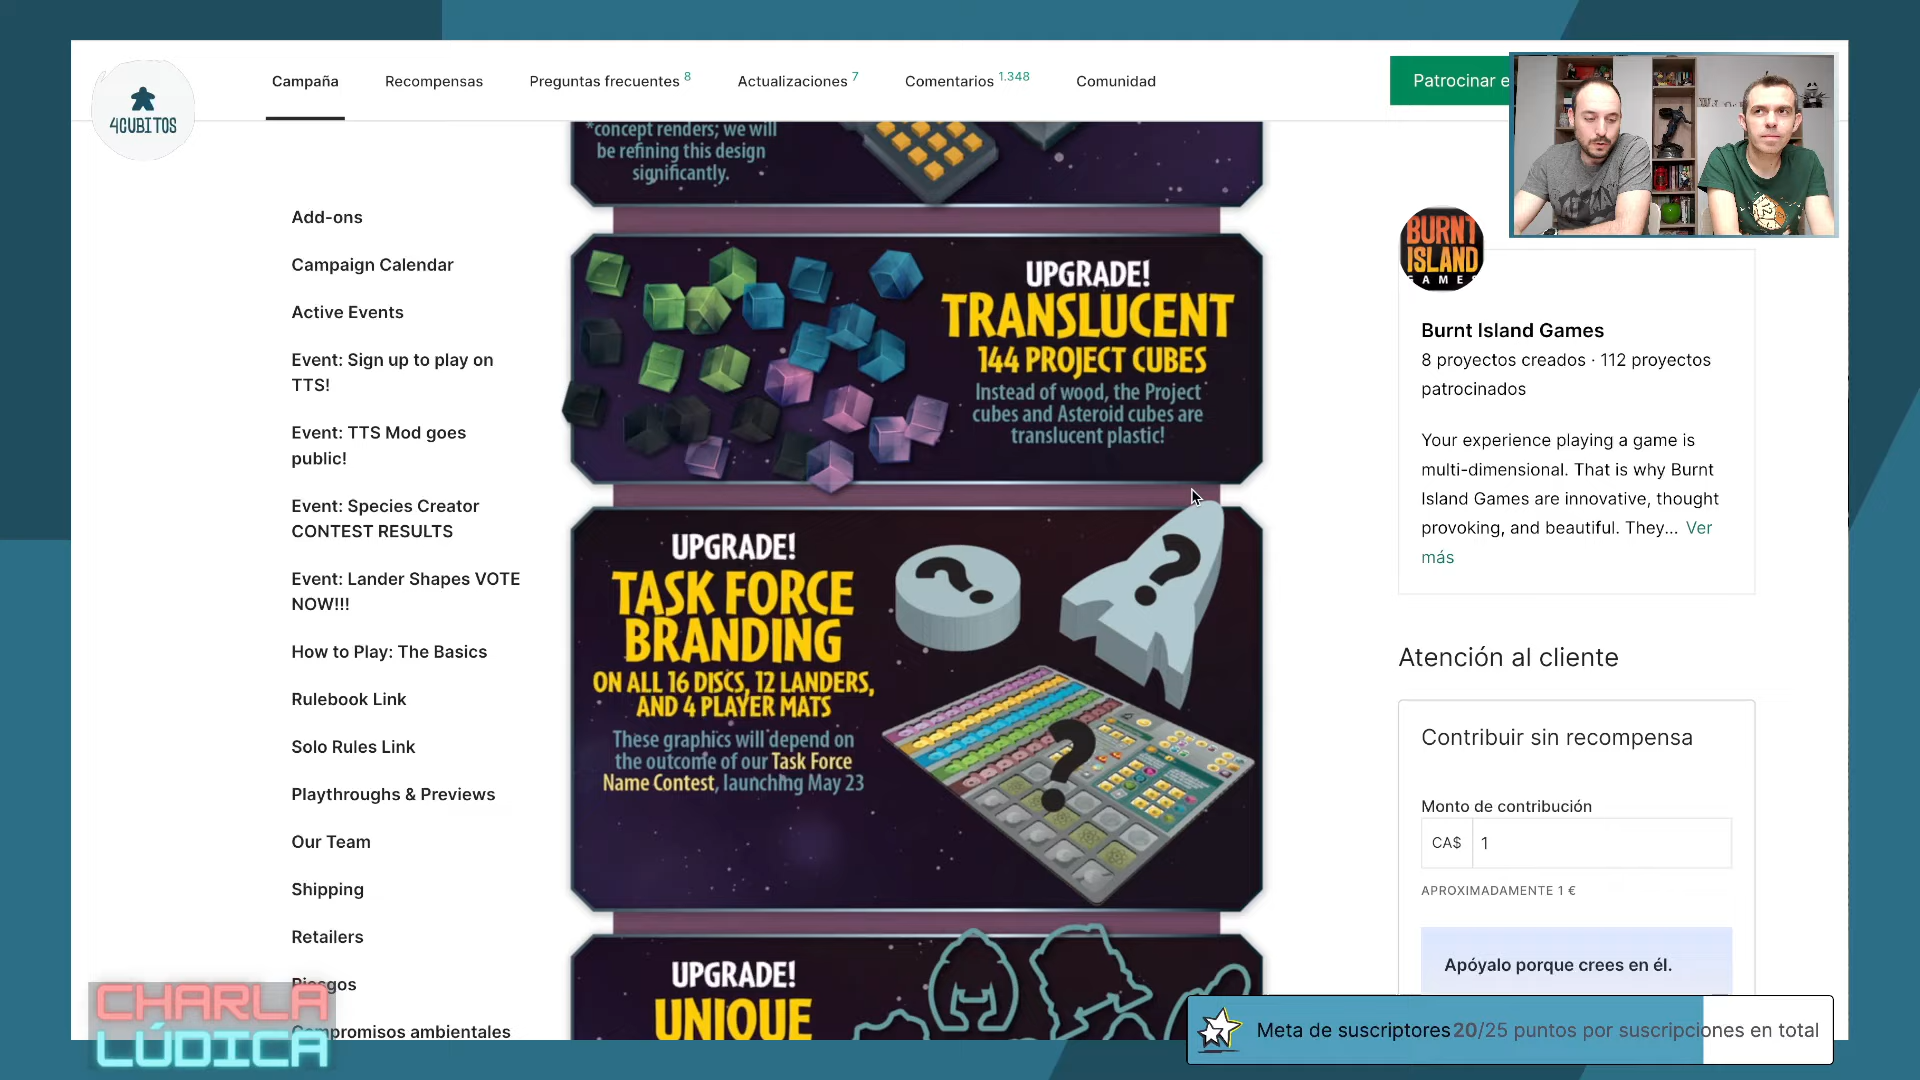 4CUBITOS
Campaña
Recompensas
Preguntas frecuentes 8
Actualizaciones 7
Comentarios 1.348
Comunidad
Patrocinar e
Add-ons
Campaign Calendar
Active Events
Event: Sign up to play on
TTS!
Event: TTS Mod goes
public!
Event: Species Creator
CONTEST RESULTS
Event: Lander Shapes VOTE
NOW!!!
How to Play: The Basics
Rulebook Link
Solo Rules Link
Playthroughs & Previews
Our Team
Shipping
Retailers
Riesgos
Compromisos ambientales
*concept renders; we will
be refining this design
significantly.
UPGRADE!
TRANSLUCENT
144 PROJECT CUBES
Instead of wood, the Project
cubes and Asteroid cubes are
translucent plastic!
UPGRADE!
TASK FORCE
BRANDING
ON ALL 16 DISCS, 12 LANDERS,
AND 4 PLAYER MATS
These graphics will depend on
the outcome of our Task Force
Name Contest, launching May 23
?
?
?
UPGRADE!
UNIQUE
BURNT
ISLAND
GAMES
Burnt Island Games
8 proyectos creados · 112 proyectos
patrocinados
Your experience playing a game is
multi-dimensional. That is why Burnt
Island Games are innovative, thought
provoking, and beautiful. They... Ver
más
Atención al cliente
Contribuir sin recompensa
Monto de contribución
CA$ 1
APROXIMADAMENTE 1 €
Apóyalo porque crees en él.
CHARLA
LÚDICA
Meta de suscriptores 20/25 puntos por suscripciones en total